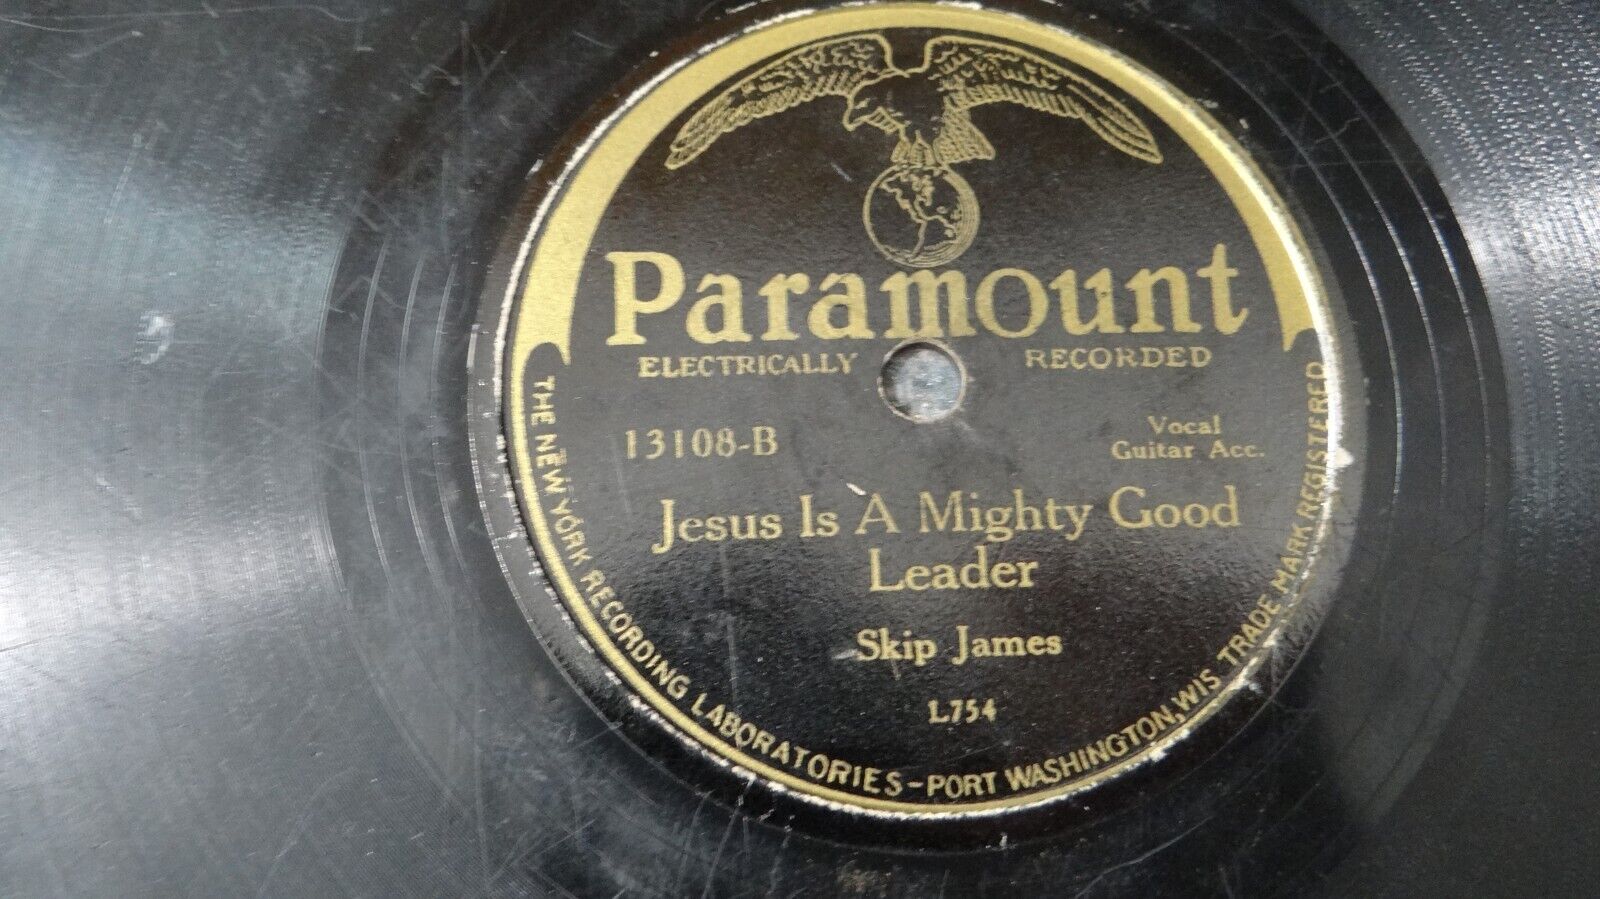 Paramount
ELECTRICALLY RECORDED
13108-B
Vocal
Guitar Acc.
Jesus Is A Mighty Good
Leader
Skip James
L754
THE NEW YORK RECORDING LABORATORIES-PORT WASHINGTON, WIS TRADE MARK REGISTERED